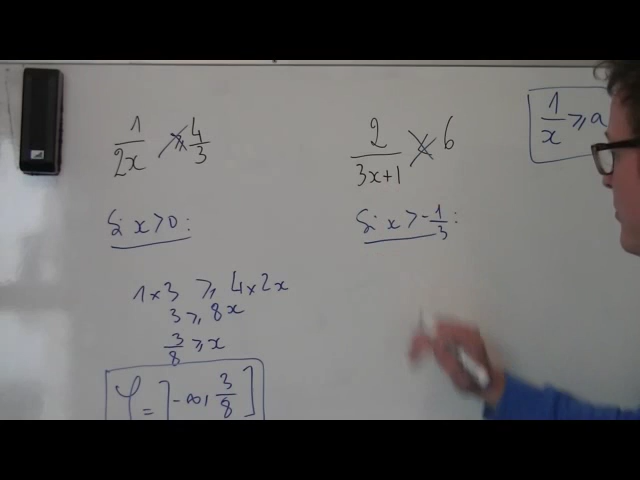 1/2x ⩾ 4/3
Si x > 0 :
1 × 3 ⩾ 4 × 2x
3 ⩾ 8x
3/8 ⩾ x
𝒮 = ]-∞, 3/8]
2/(3x+1) 6
Si x > -1/3 :
1/x ⩾ a